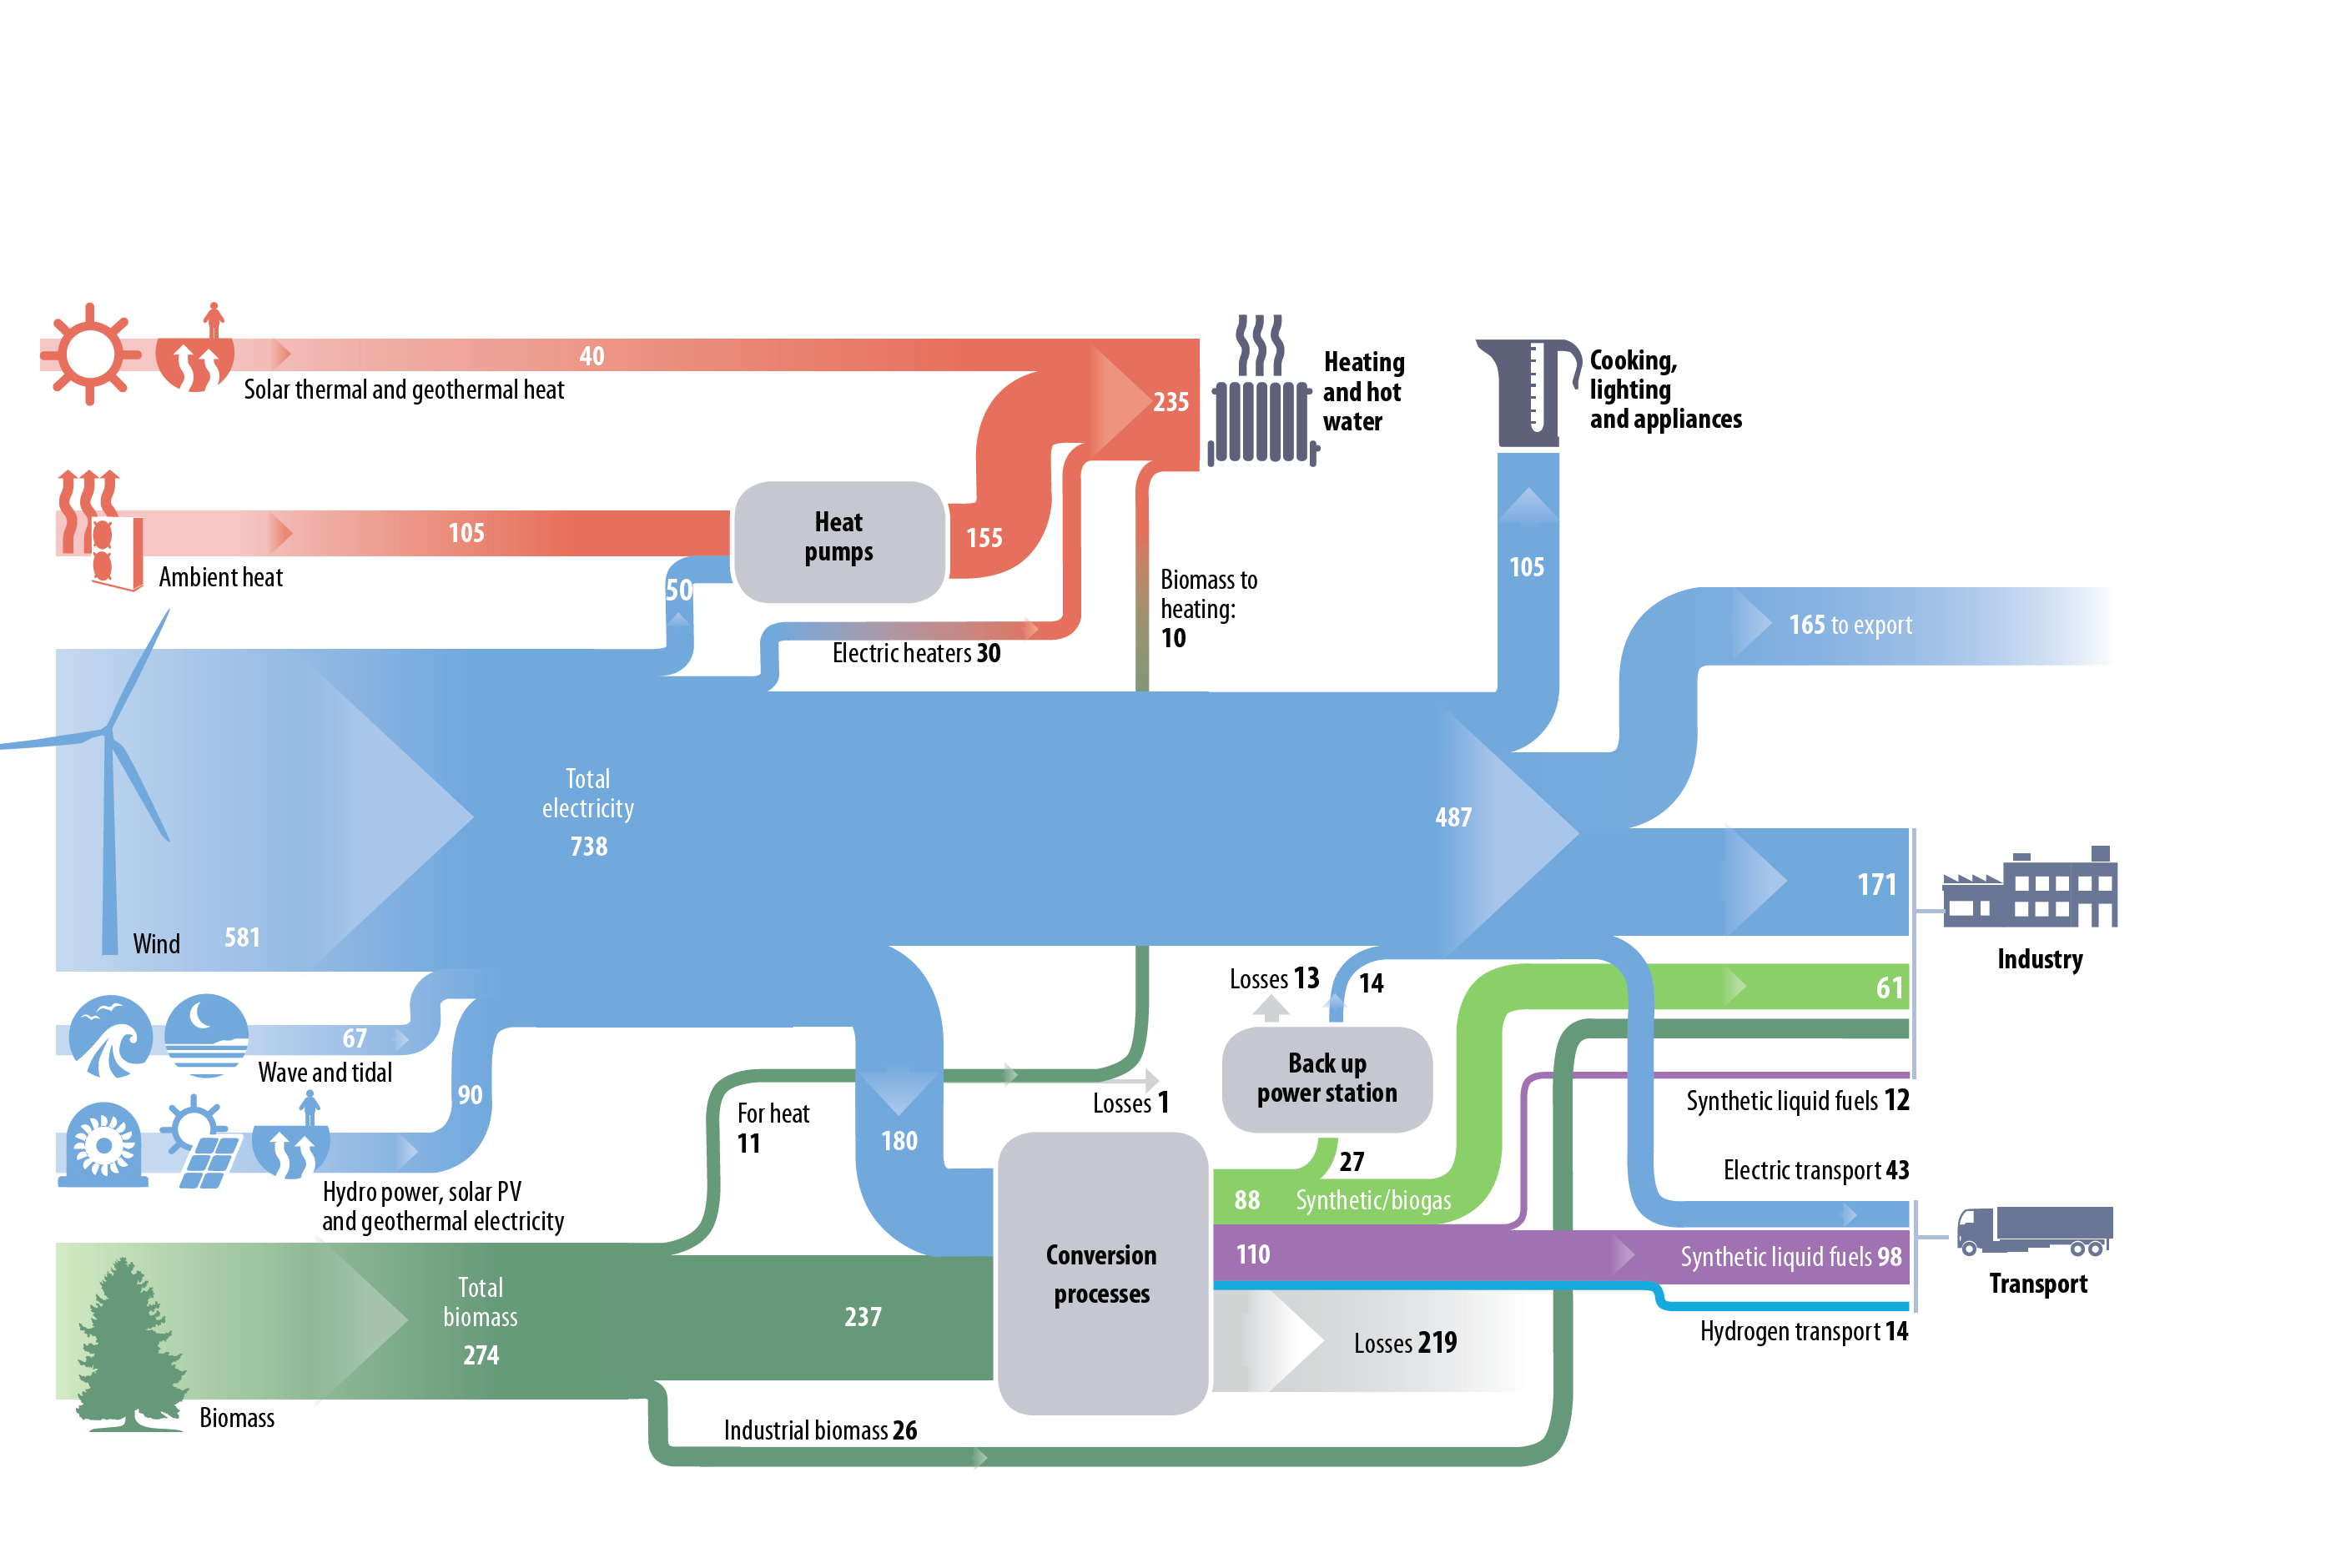 40
Solar thermal and geothermal heat
235
Heating
and hot
water
Cooking,
lighting
and appliances
105
Ambient heat
50
Heat
pumps
155
Electric heaters 30
Biomass to
heating:
10
105
165 to export
Total
electricity
738
487
171
Industry
Wind
581
67
Wave and tidal
90
Hydro power, solar PV
and geothermal electricity
For heat
11
180
Losses 1
Losses 13
14
Back up
power station
27
61
Synthetic liquid fuels 12
Electric transport 43
88
Synthetic/biogas
110
Synthetic liquid fuels 98
Transport
Hydrogen transport 14
Conversion
processes
Losses 219
Total
biomass
274
237
Biomass
Industrial biomass 26